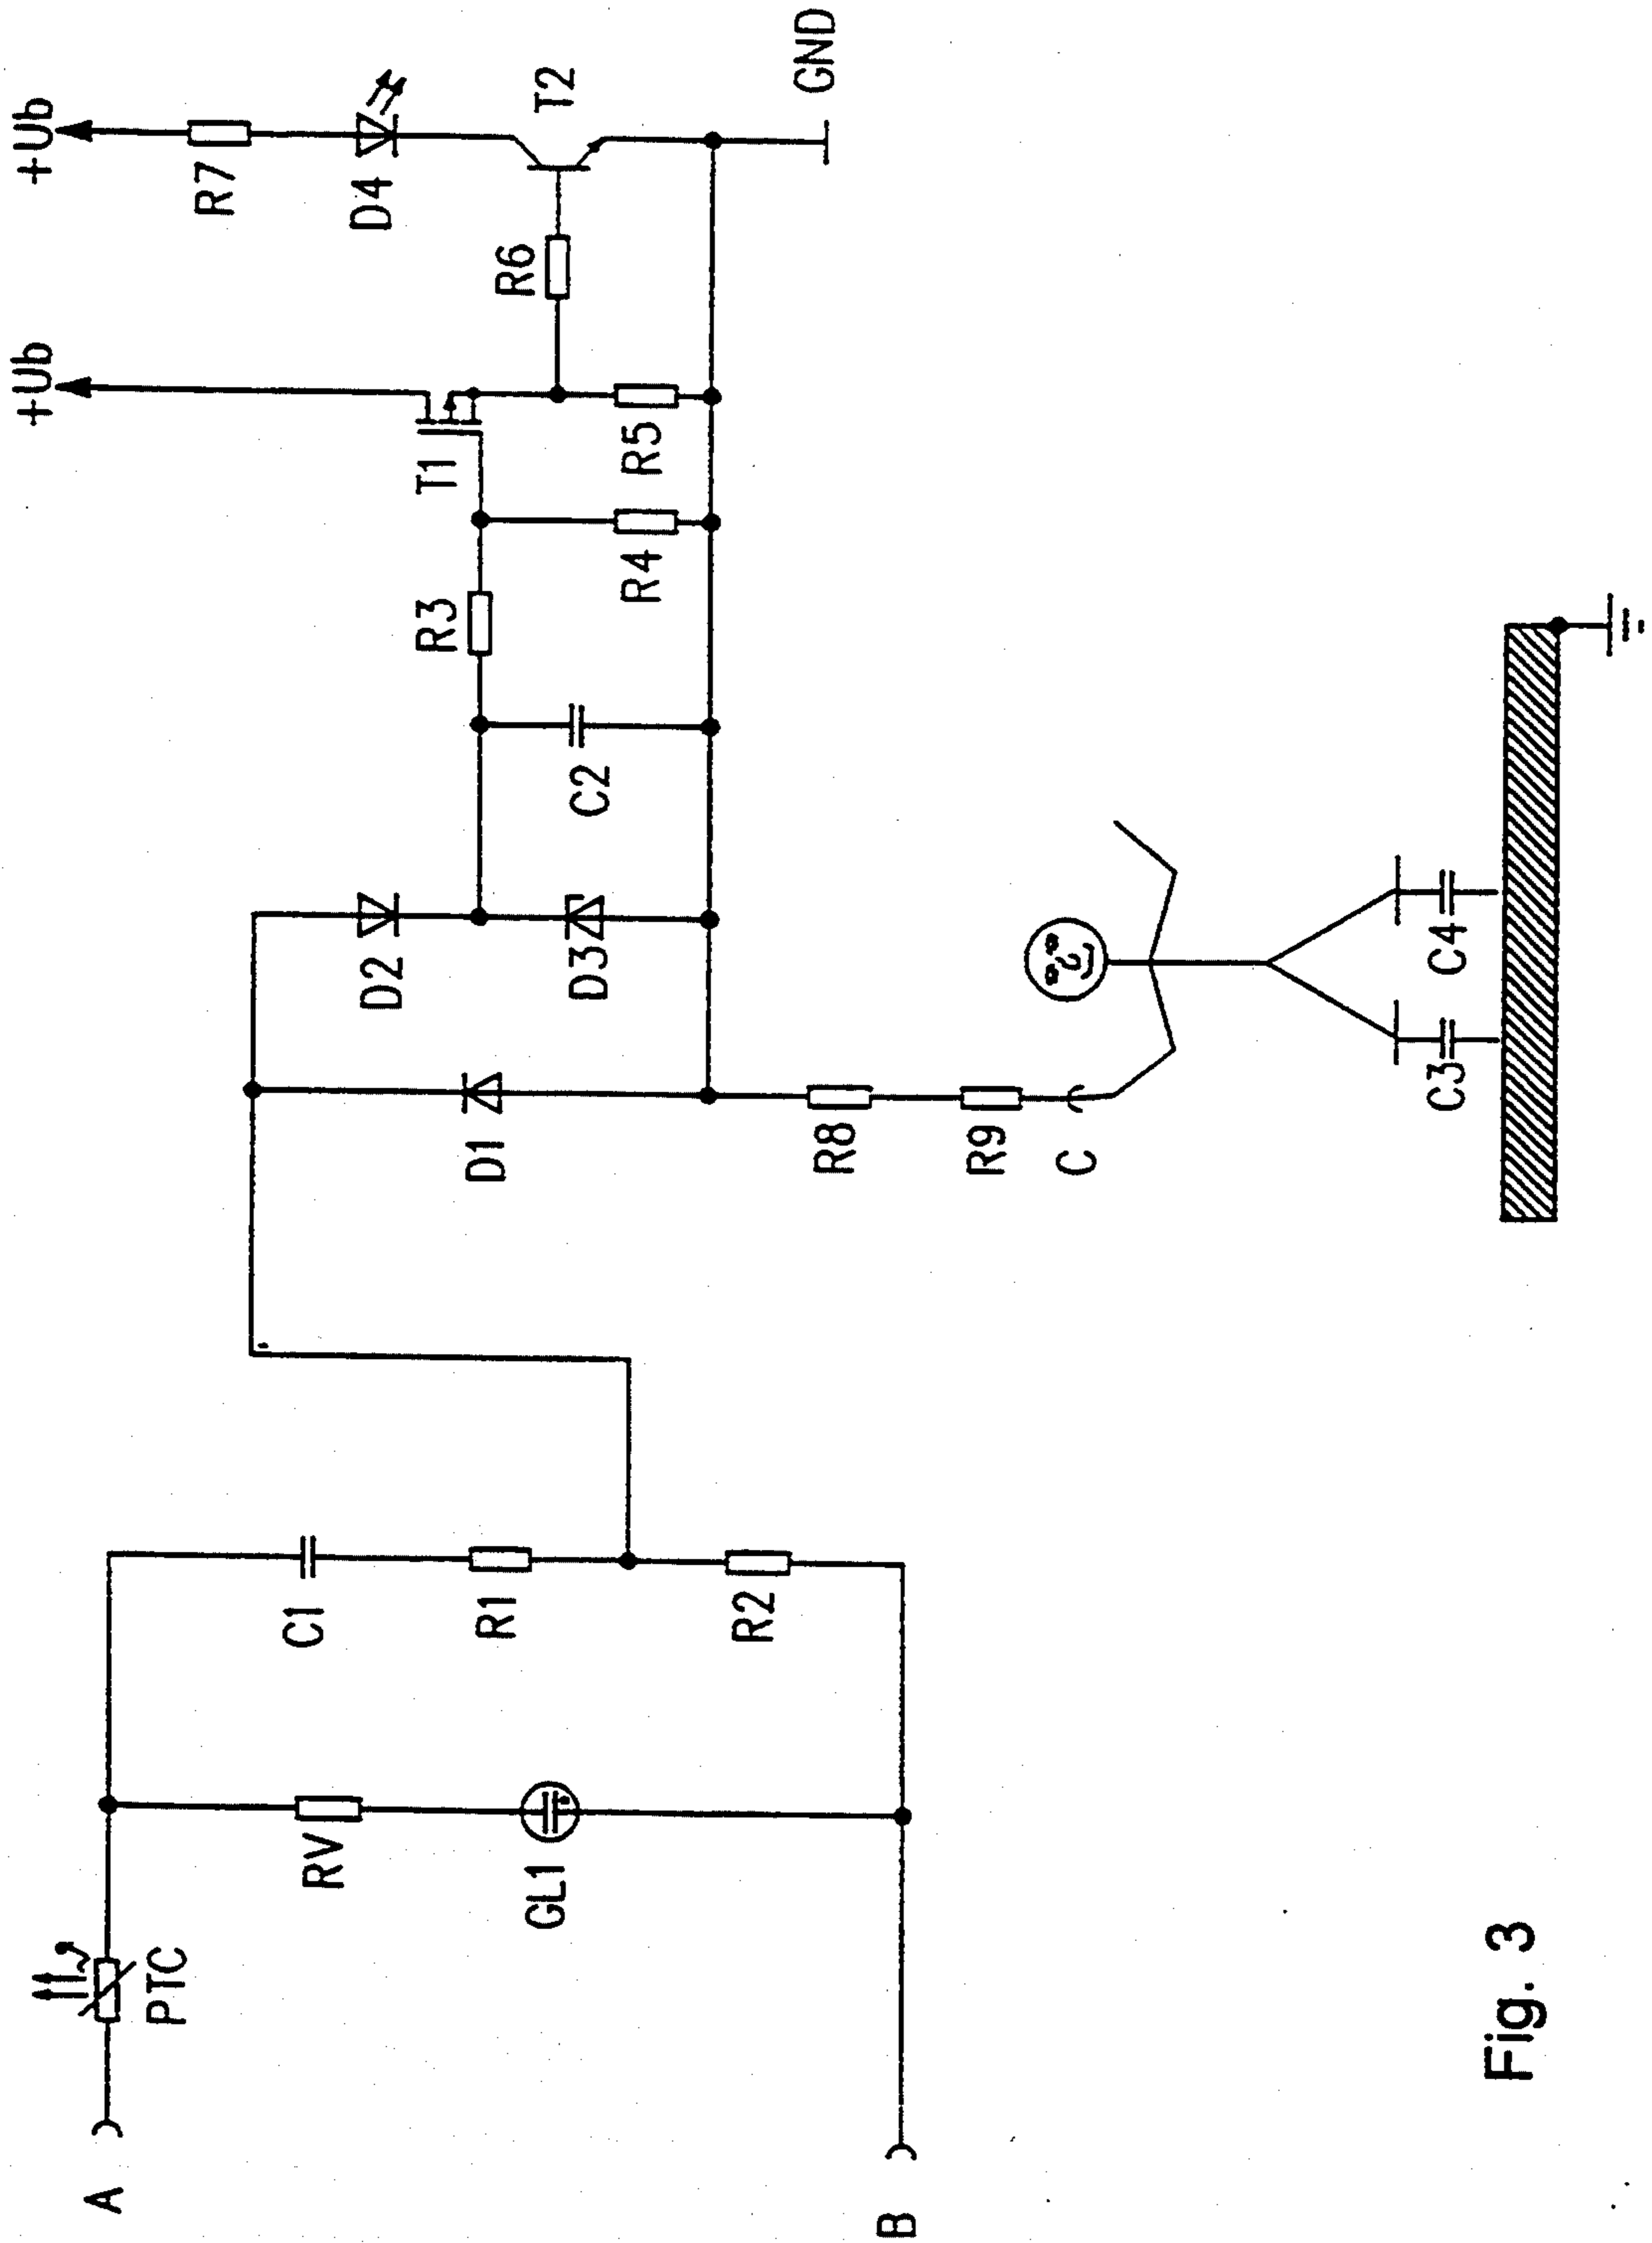 +Ub
+Ub
R7
D4
T2
R6
T1
R5
R4
R3
C2
D2
D3
D1
GND
R8
R9
C
C3
C4
A
PTC
RV
GL1
C1
R1
R2
B
Fig. 3